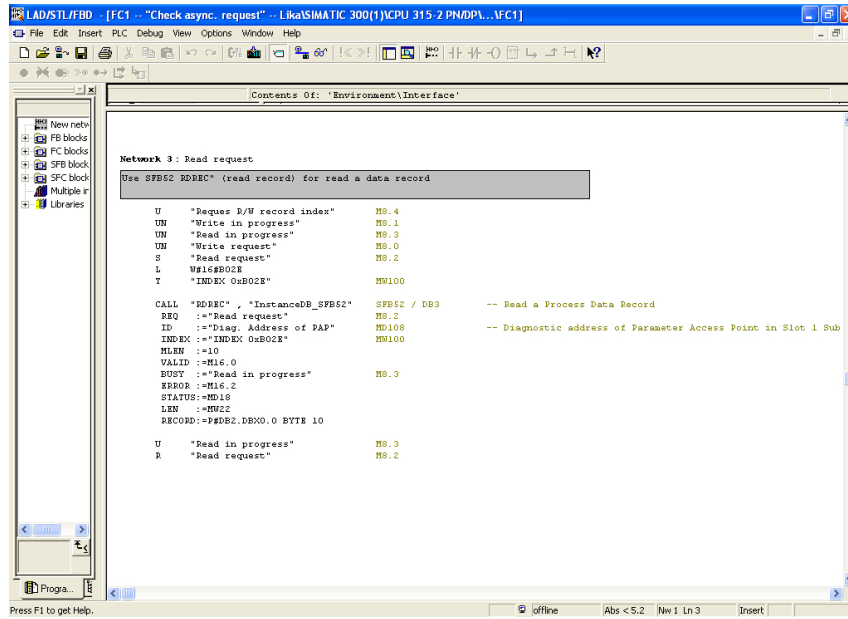 LAD/STL/FBD - [FC1 -- "Check async. request" -- Lika\SIMATIC 300(1)\CPU 315-2 PN/DP\...\FC1]
File Edit Insert PLC Debug View Options Window Help
Contents Of: 'Environment\Interface'
New netw
FB blocks
FC blocks
SFB block
SFC block
Multiple ir
Libraries
Network 3 : Read request
Use SFB52 RDREC" (read record) for read a data record
U "Reques R/W record index" M8.4
UN "Write in progress" M8.1
UN "Read in progress" M8.3
UN "Write request" M8.0
S "Read request" M8.2
L W#16#B02E
T "INDEX 0xB02E" MW100
CALL "RDREC" , "InstanceDB_SFB52" SFB52 / DB3 -- Read a Process Data Record
REQ :="Read request" M8.2
ID :="Diag. Address of PAP" MD108 -- Diagnostic address of Parameter Access Point in Slot 1 Sub
INDEX :="INDEX 0xB02E" MW100
MLEN :=10
VALID :=M16.0
BUSY :="Read in progress" M8.3
ERROR :=M16.2
STATUS:=MD18
LEN :=MW22
RECORD:=P#DB2.DBX0.0 BYTE 10
U "Read in progress" M8.3
R "Read request" M8.2
Progra...
Press F1 to get Help.
offline Abs < 5.2 Nw 1 Ln 3 Insert